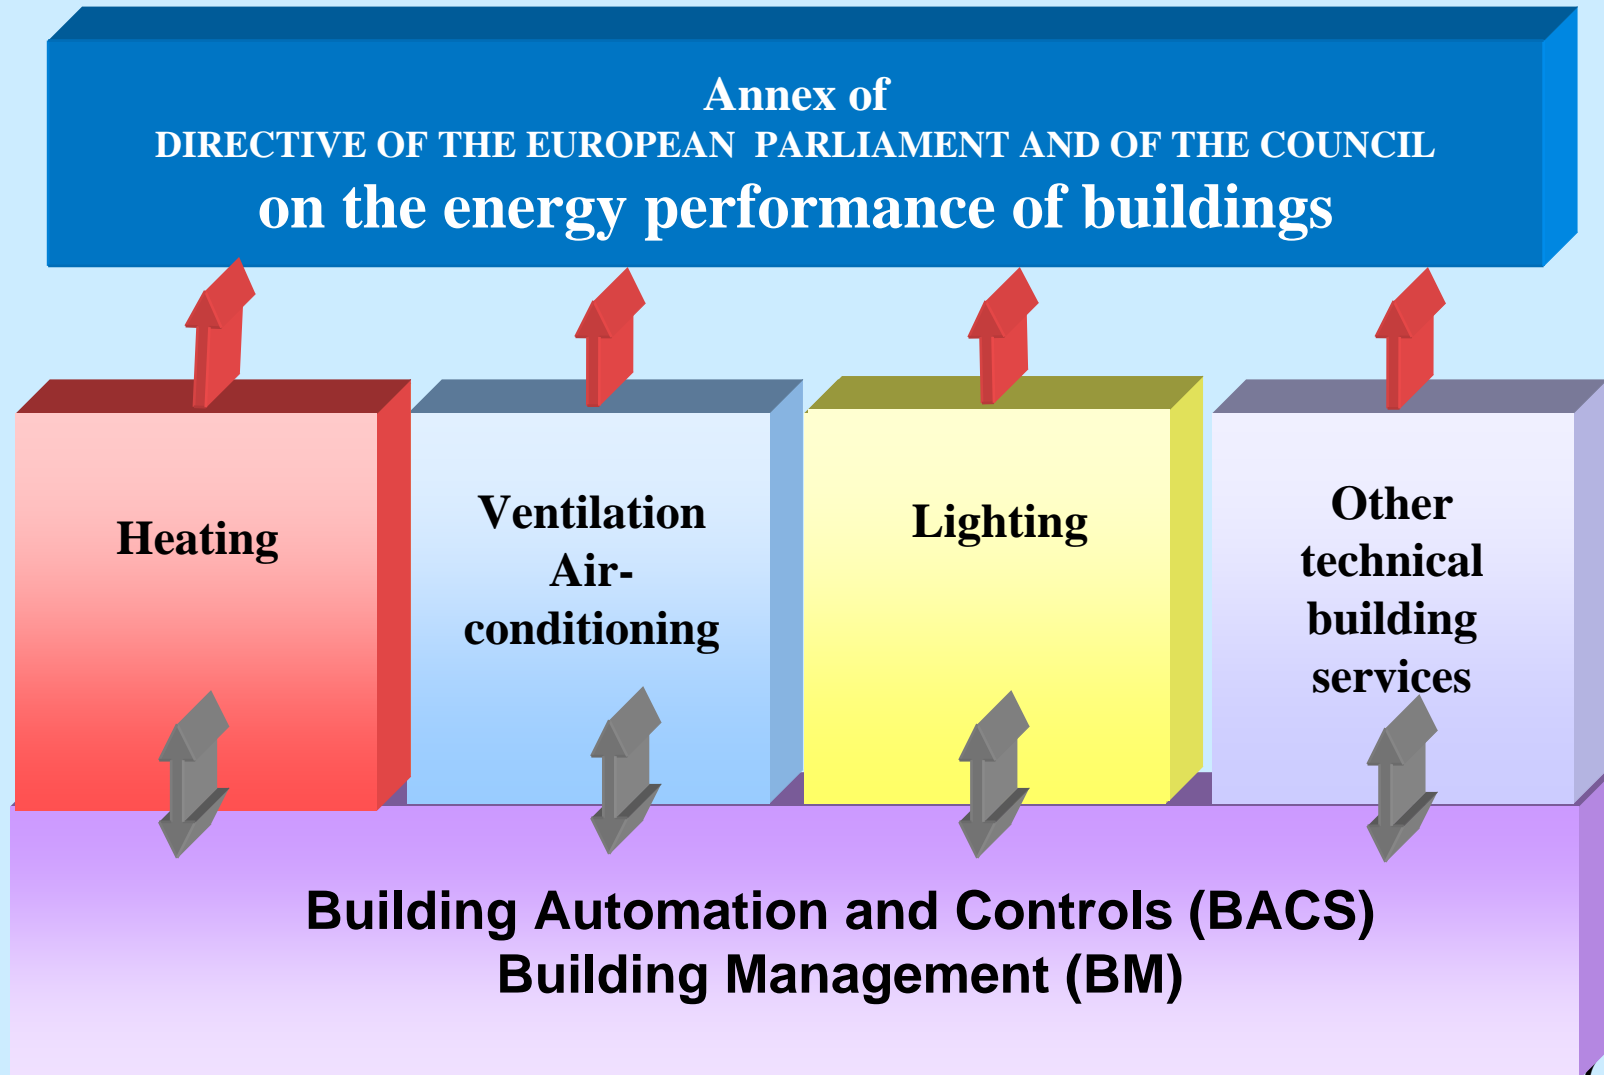 Annex of
DIRECTIVE OF THE EUROPEAN PARLIAMENT AND OF THE COUNCIL
on the energy performance of buildings
Heating
Ventilation
Air-
conditioning
Lighting
Other
technical
building
services
Building Automation and Controls (BACS)
Building Management (BM)